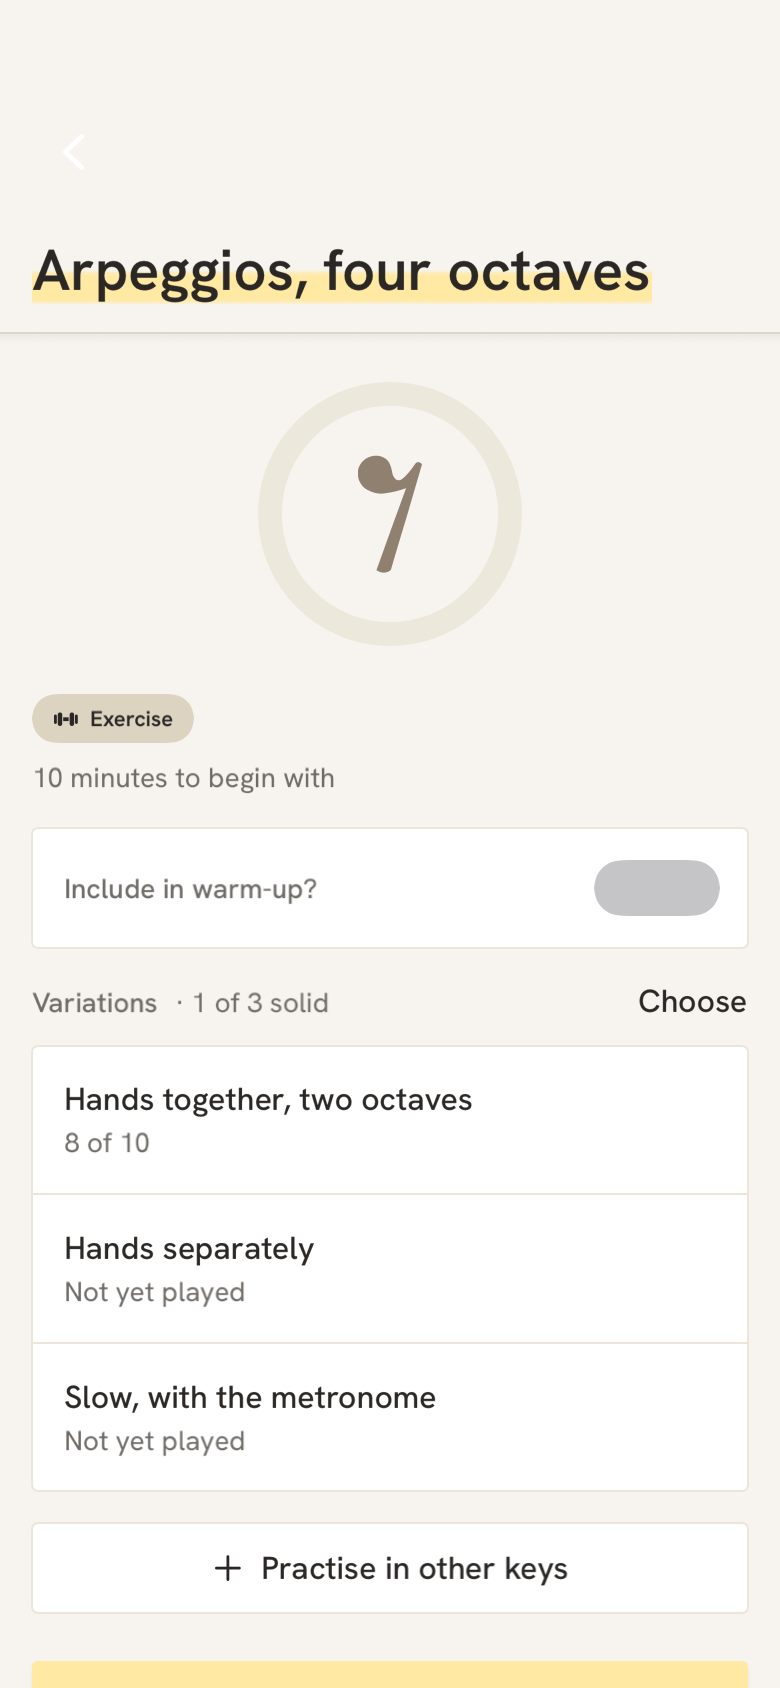 Arpeggios, four octaves
Exercise
10 minutes to begin with
Include in warm-up?
Variations · 1 of 3 solid
Choose
Hands together, two octaves
8 of 10
Hands separately
Not yet played
Slow, with the metronome
Not yet played
+ Practise in other keys